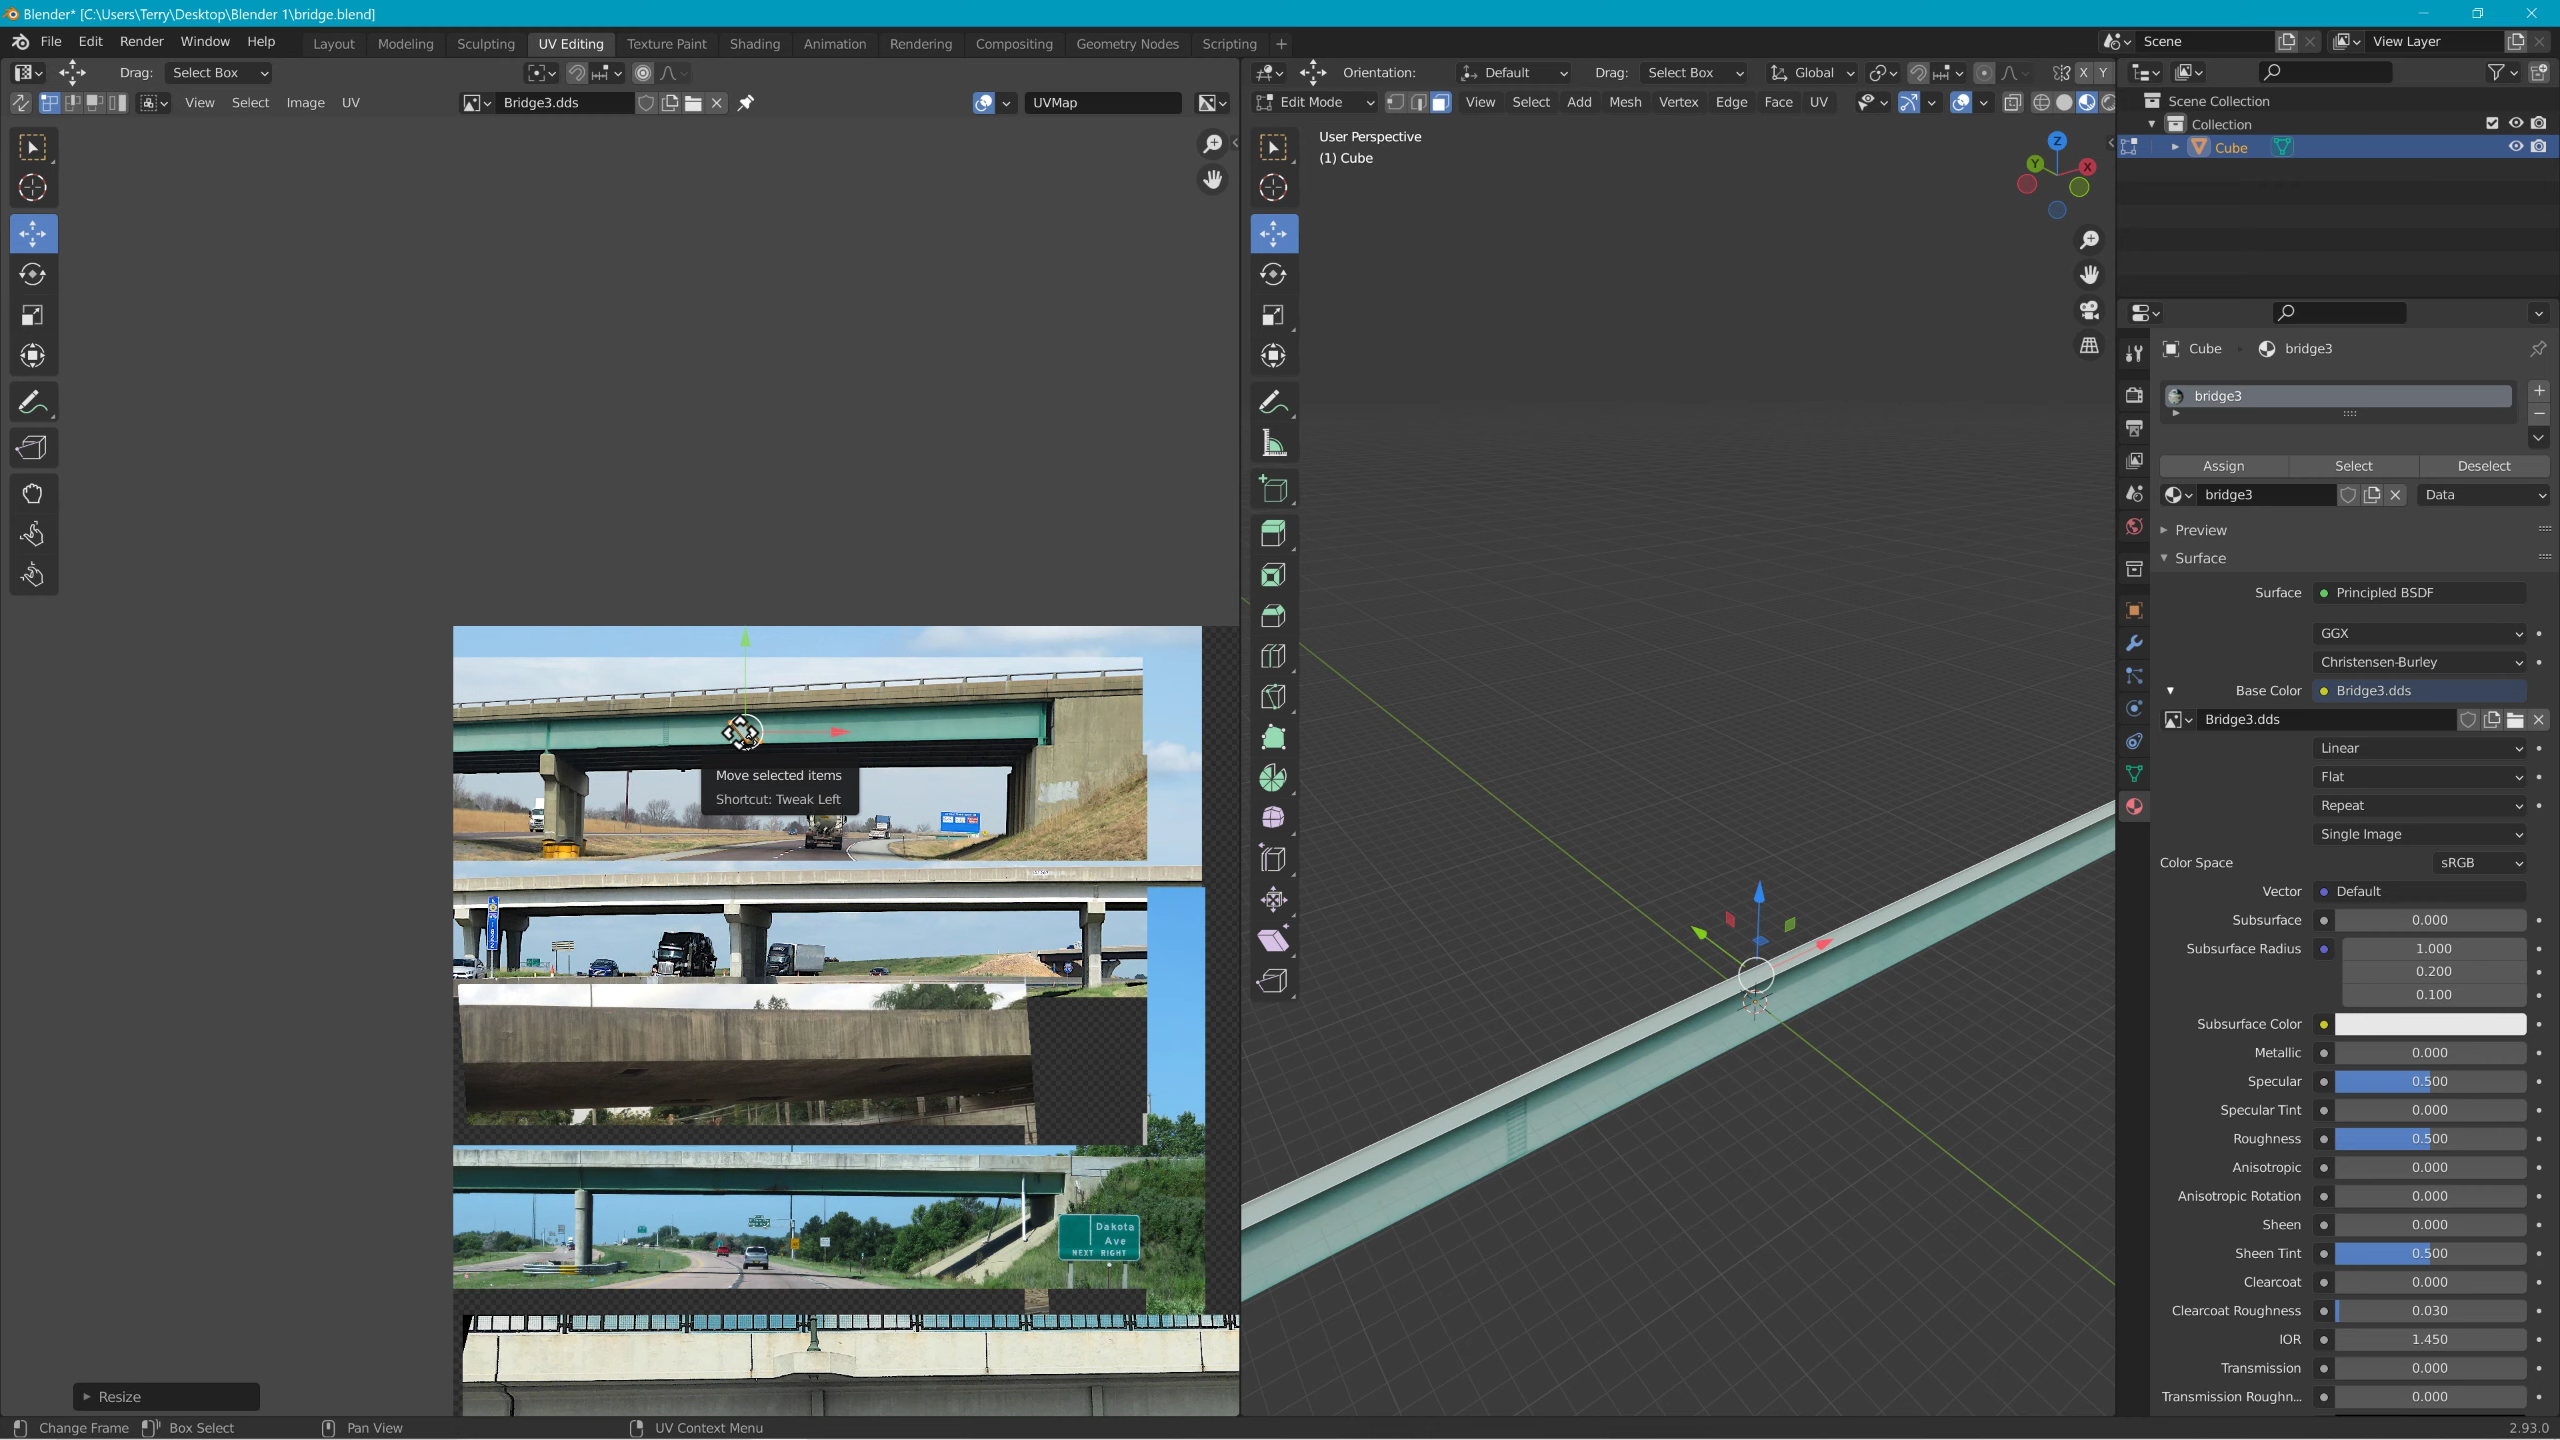 Blender* [C:\Users\Terry\Desktop\Blender 1\bridge.blend]
File Edit Render Window Help Layout Modeling Sculpting UV Editing Texture Paint Shading Animation Rendering Compositing Geometry Nodes Scripting + Scene View Layer
Drag: Select Box
View Select Image UV Bridge3.dds UVMap
Orientation: Default Drag: Select Box Global X Y
Edit Mode View Select Add Mesh Vertex Edge Face UV
User Perspective
(1) Cube
Z
Y
X
Move selected items
Shortcut: Tweak Left
Dakota
Ave
NEXT RIGHT
Resize
Scene Collection
Collection
Cube
Cube bridge3
bridge3
Assign Select Deselect
bridge3 Data
Preview
Surface
Surface Principled BSDF
GGX
Christensen-Burley
Base Color Bridge3.dds
Bridge3.dds
Linear
Flat
Repeat
Single Image
Color Space sRGB
Vector Default
Subsurface 0.000
Subsurface Radius 1.000
0.200
0.100
Subsurface Color
Metallic 0.000
Specular 0.500
Specular Tint 0.000
Roughness 0.500
Anisotropic 0.000
Anisotropic Rotation 0.000
Sheen 0.000
Sheen Tint 0.500
Clearcoat 0.000
Clearcoat Roughness 0.030
IOR 1.450
Transmission 0.000
Transmission Roughn... 0.000
Change Frame Box Select Pan View UV Context Menu 2.93.0